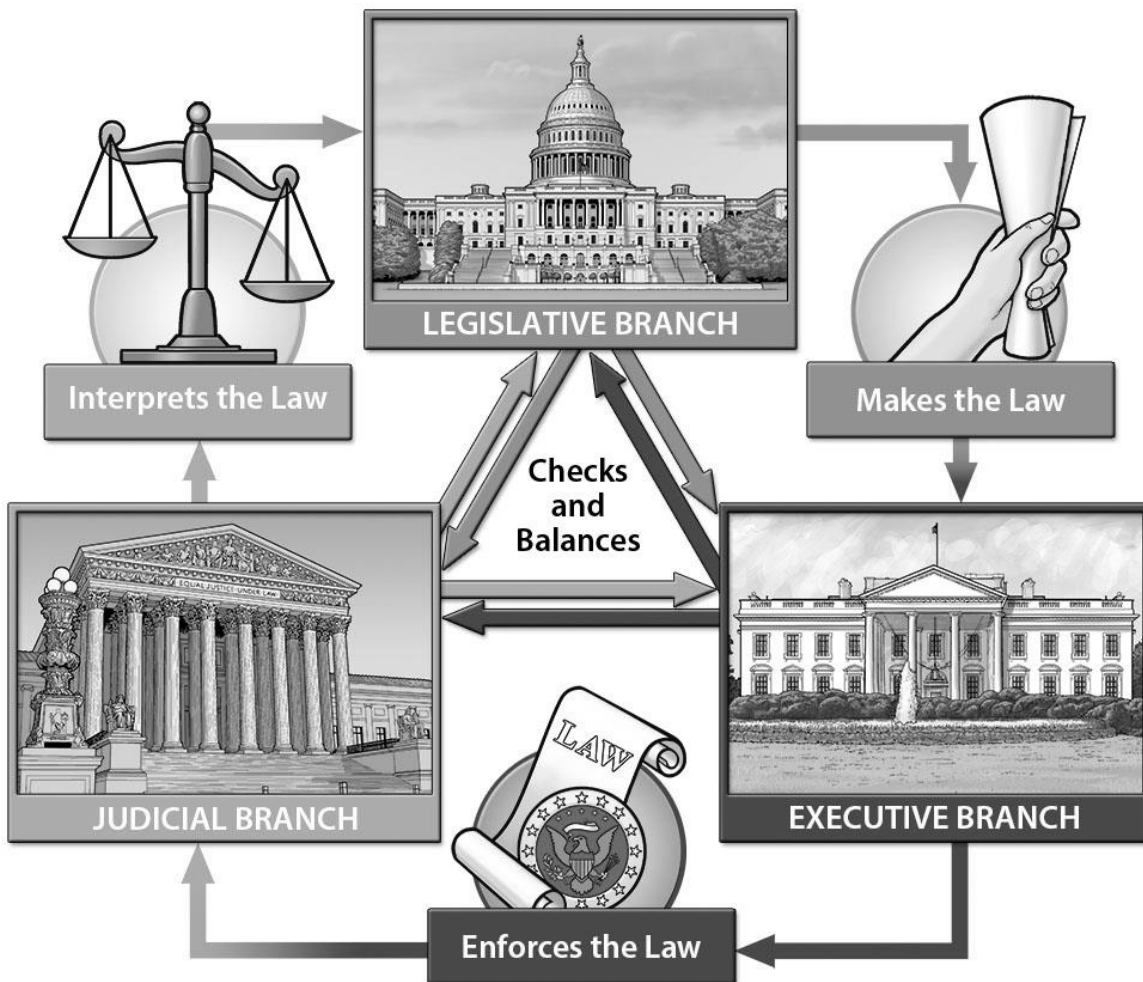 LEGISLATIVE BRANCH
Interprets the Law
Makes the Law
Checks
and
Balances
EQUAL JUSTICE UNDER LAW
JUDICIAL BRANCH
EXECUTIVE BRANCH
LAW
Enforces the Law